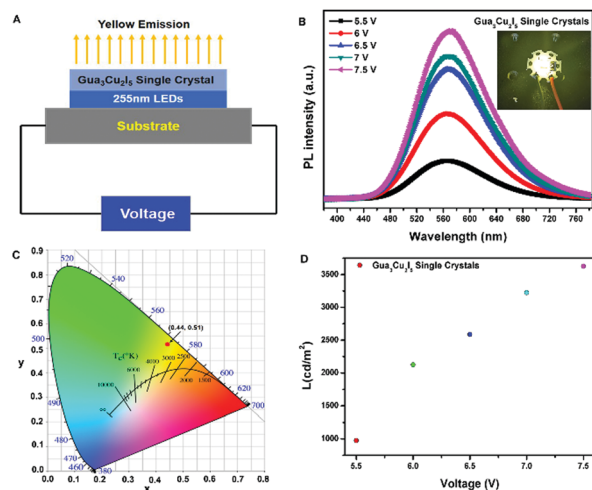 A
Yellow Emission
Gua3Cu2I5 Single Crystal
255nm LEDs
Substrate
Voltage
B
Gua3Cu2I5 Single Crystals
5.5 V
6 V
6.5 V
7 V
7.5 V
PL intensity (a.u.)
400 440 480 520 560 600 640 680 720 760
Wavelength (nm)
C
0.9
0.8
0.7
0.6
0.5
0.4
0.3
0.2
0.1
0.0
y
520
540
560
500
(0.44, 0.51)
580
Tc(°K)
600
620
700
10000
6000
4000
3000
2500
2000
1500
∞
490
480
470
460
380
0.0 0.1 0.2 0.3 0.4 0.5 0.6 0.7 0.8
x
D
Gua3Cu2I5 Single Crystals
L(cd/m²)
3500
3000
2500
2000
1500
1000
5.5 6.0 6.5 7.0 7.5
Voltage (V)